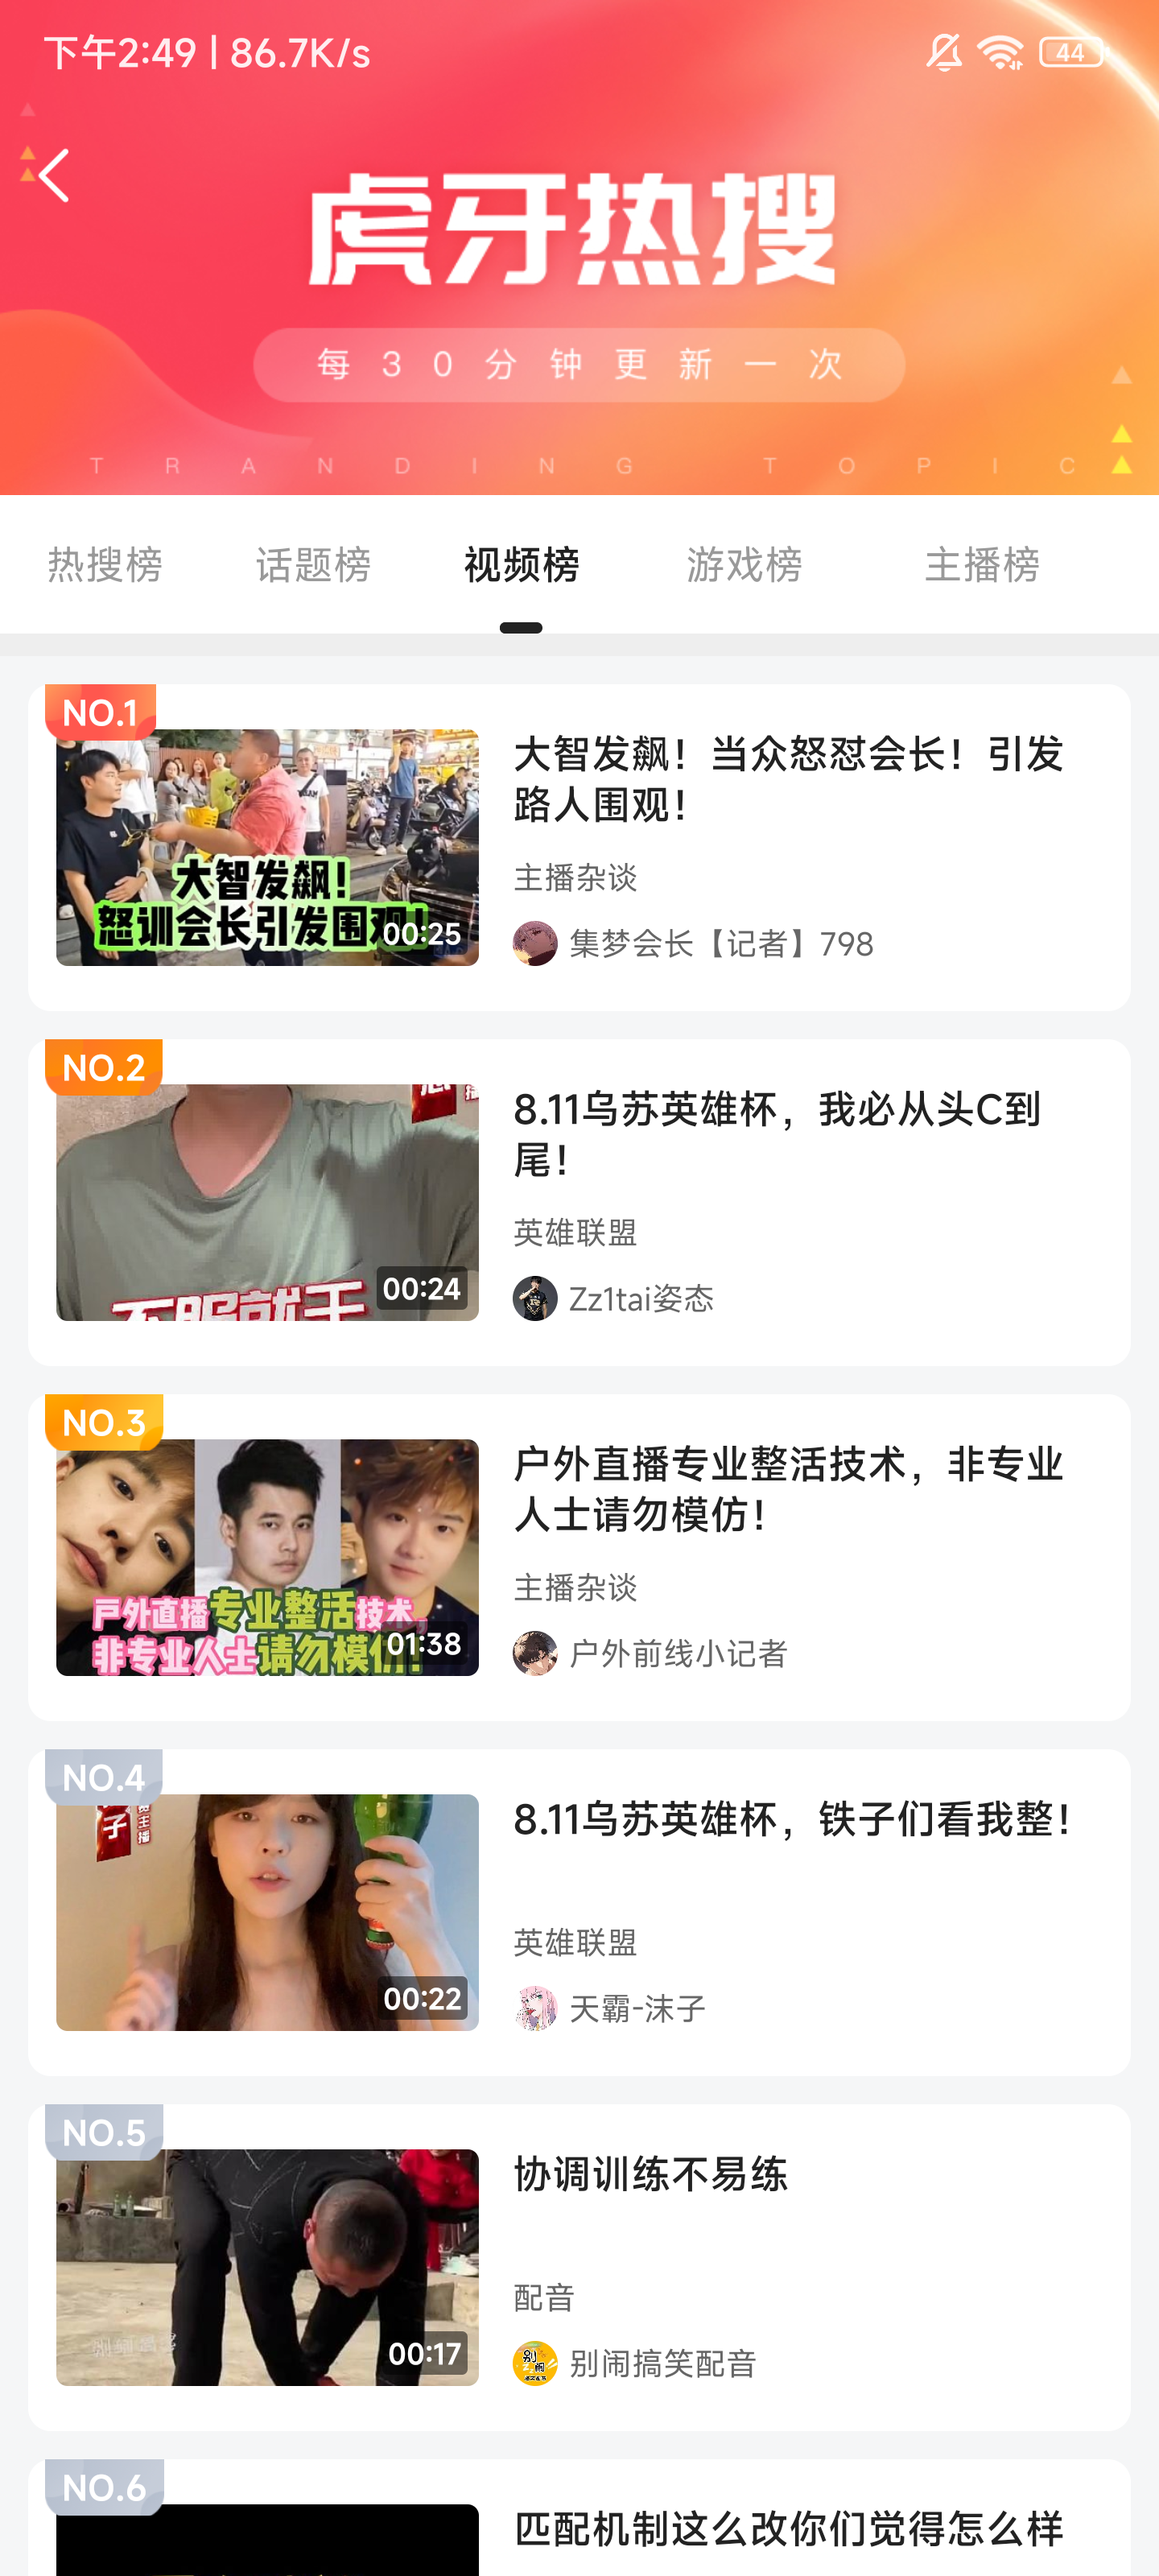 下午2:49 | 86.7K/s
44
虎牙热搜
每30分钟更新一次
TRANDING TOPIC
热搜榜 话题榜 视频榜 游戏榜 主播榜
NO.1
大智发飙！
怒训会长引发围观！
00:25
大智发飙！当众怒怼会长！引发
路人围观！
主播杂谈
集梦会长【记者】798
NO.2
不服就干
00:24
8.11乌苏英雄杯，我必从头C到
尾！
英雄联盟
Zz1tai姿态
NO.3
户外直播专业整活技术，
非专业人士请勿模仿！
01:38
户外直播专业整活技术，非专业
人士请勿模仿！
主播杂谈
户外前线小记者
NO.4
子
主播
00:22
8.11乌苏英雄杯，铁子们看我整！
英雄联盟
天霸-沫子
NO.5
00:17
协调训练不易练
配音
别闹
别闹搞笑配音
NO.6
匹配机制这么改你们觉得怎么样